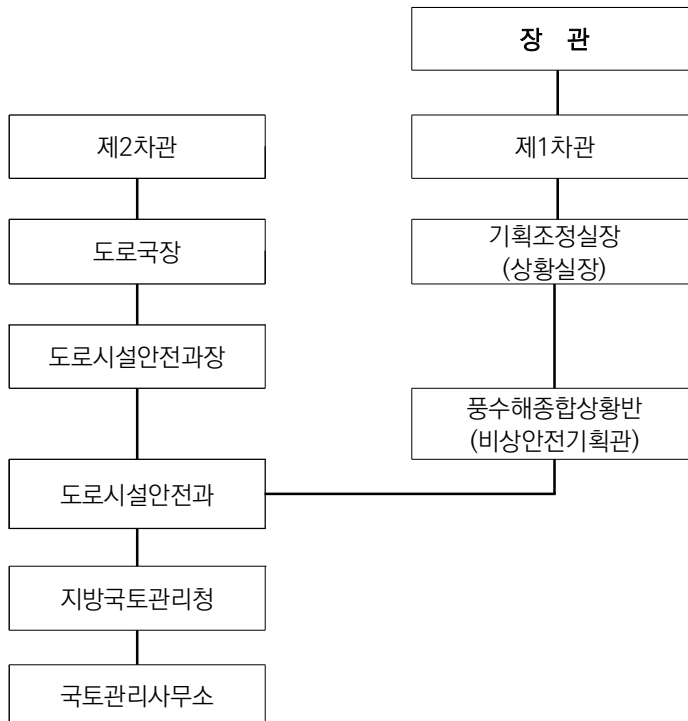 장 관
제2차관
제1차관
도로국장
기획조정실장
(상황실장)
도로시설안전과장
풍수해종합상황반
(비상안전기획관)
도로시설안전과
지방국토관리청
국토관리사무소